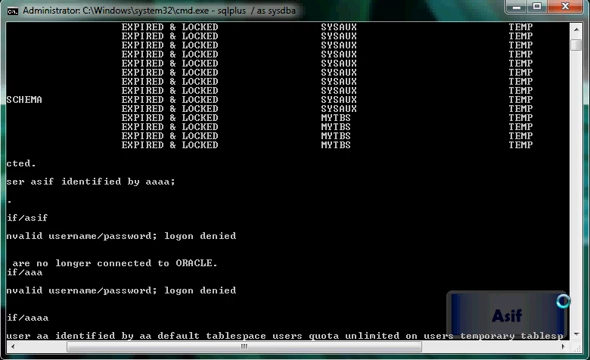 Administrator: C:\Windows\system32\cmd.exe - sqlplus / as sysdba
EXPIRED & LOCKED SYSAUX TEMP
EXPIRED & LOCKED SYSAUX TEMP
EXPIRED & LOCKED SYSAUX TEMP
EXPIRED & LOCKED SYSAUX TEMP
EXPIRED & LOCKED SYSAUX TEMP
EXPIRED & LOCKED SYSAUX TEMP
EXPIRED & LOCKED SYSAUX TEMP
EXPIRED & LOCKED SYSAUX TEMP
SCHEMA EXPIRED & LOCKED SYSAUX TEMP
EXPIRED & LOCKED SYSAUX TEMP
EXPIRED & LOCKED MYTBS TEMP
EXPIRED & LOCKED MYTBS TEMP
EXPIRED & LOCKED MYTBS TEMP
EXPIRED & LOCKED MYTBS TEMP
cted.
ser asif identified by aaaa;
.
if/asif
nvalid username/password; logon denied
are no longer connected to ORACLE.
if/aaa
nvalid username/password; logon denied
if/aaaa
user aa identified by aa default tablespace users quota unlimited on users temporary tablesp
Asif